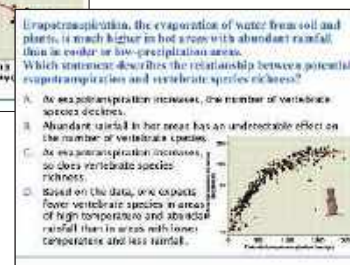 Evapotranspiration, the evaporation of water from soil and
plants, is much higher in hot areas with abundant rainfall
than in cooler or low-precipitation areas.
Which statement describes the relationship between potential
evapotranspiration and vertebrate species richness?
A. As evapotranspiration increases, the number of vertebrate
species declines.
B. Abundant rainfall in hot areas has an undetectable effect on
the number of vertebrate species.
C. As evapotranspiration increases,
so does vertebrate species
richness.
D. Based on the data, one expects
fewer vertebrate species in areas
of high temperature and abundant
rainfall than in areas with lower
temperature and less rainfall.